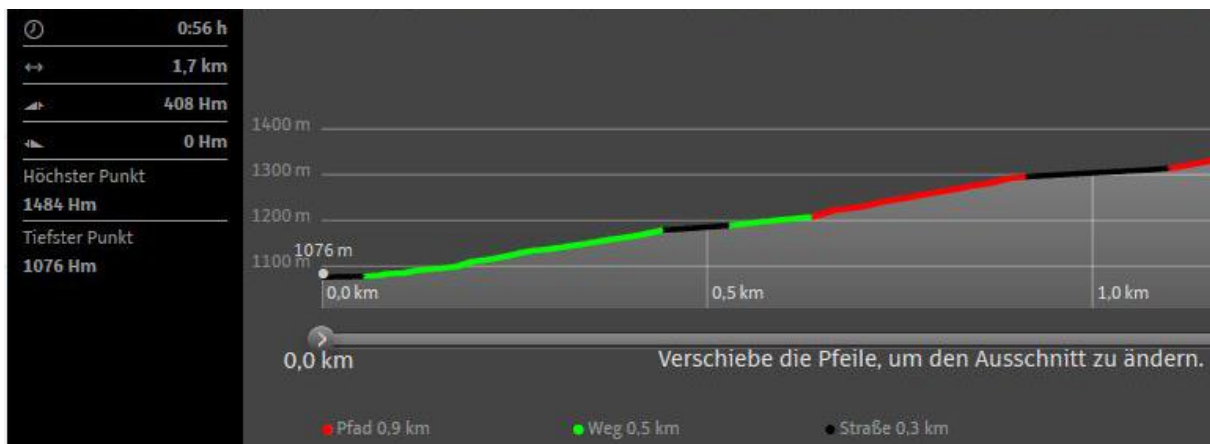 0:56 h
1,7 km
408 Hm
0 Hm
Höchster Punkt
1484 Hm
Tiefster Punkt
1076 Hm
1400 m
1300 m
1200 m
1100 m
1076 m
0,0 km
0,5 km
1,0 km
0,0 km
Verschiebe die Pfeile, um den Ausschnitt zu ändern.
Pfad 0,9 km
Weg 0,5 km
Straße 0,3 km